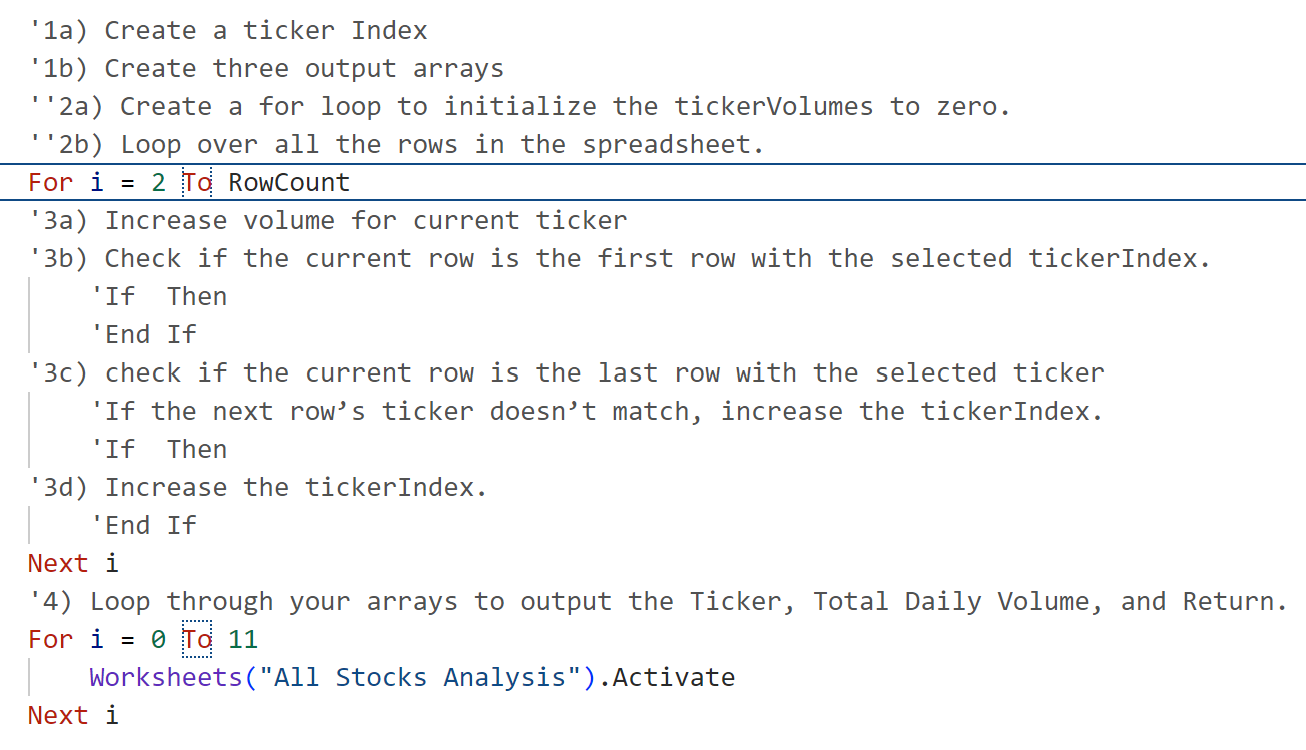 '1a) Create a ticker Index
'1b) Create three output arrays
''2a) Create a for loop to initialize the tickerVolumes to zero.
''2b) Loop over all the rows in the spreadsheet.
For i = 2 To RowCount
'3a) Increase volume for current ticker
'3b) Check if the current row is the first row with the selected tickerIndex.
    'If  Then
    'End If
'3c) check if the current row is the last row with the selected ticker
    'If the next row’s ticker doesn’t match, increase the tickerIndex.
    'If  Then
'3d) Increase the tickerIndex.
    'End If
Next i
'4) Loop through your arrays to output the Ticker, Total Daily Volume, and Return.
For i = 0 To 11
    Worksheets("All Stocks Analysis").Activate
Next i